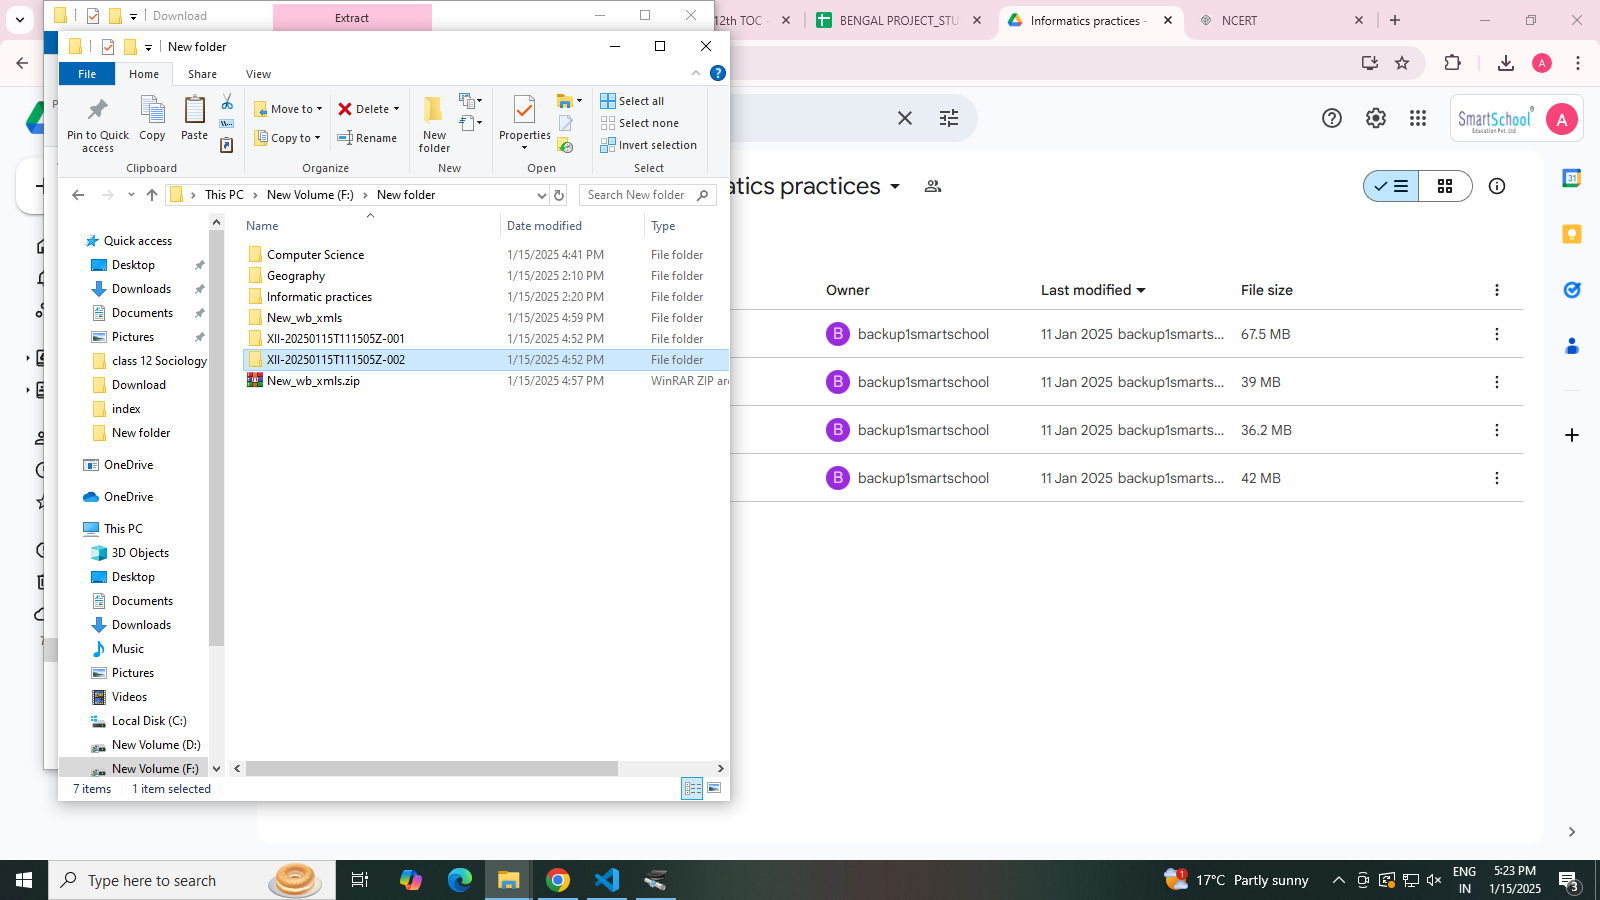 Download
Extract
12th TOC
BENGAL PROJECT_STU
Informatics practices -
NCERT
New folder
File
Home
Share
View
A
Pin to Quick access
Copy
Paste
Move to
Copy to
Delete
Rename
New folder
Properties
Select all
Select none
Invert selection
Clipboard
Organize
New
Open
Select
SmartSchool
Education Pvt. Ltd.
A
This PC
New Volume (F:)
New folder
Search New folder
atics practices
Name
Date modified
Type
Quick access
Desktop
Downloads
Documents
Pictures
class 12 Sociology
Download
index
New folder
OneDrive
OneDrive
This PC
3D Objects
Desktop
Documents
Downloads
Music
Pictures
Videos
Local Disk (C:)
New Volume (D:)
New Volume (F:)
Computer Science 1/15/2025 4:41 PM File folder
Geography 1/15/2025 2:10 PM File folder
Informatic practices 1/15/2025 2:20 PM File folder
New_wb_xmls 1/15/2025 4:59 PM File folder
XII-20250115T111505Z-001 1/15/2025 4:52 PM File folder
XII-20250115T111505Z-002 1/15/2025 4:52 PM File folder
New_wb_xmls.zip 1/15/2025 4:57 PM WinRAR ZIP ar
7 items 1 item selected
31
Owner Last modified File size
B backup1smartschool 11 Jan 2025 backup1smarts... 67.5 MB
B backup1smartschool 11 Jan 2025 backup1smarts... 39 MB
B backup1smartschool 11 Jan 2025 backup1smarts... 36.2 MB
B backup1smartschool 11 Jan 2025 backup1smarts... 42 MB
Type here to search
1
17°C Partly sunny
ENG
IN
5:23 PM
1/15/2025
3